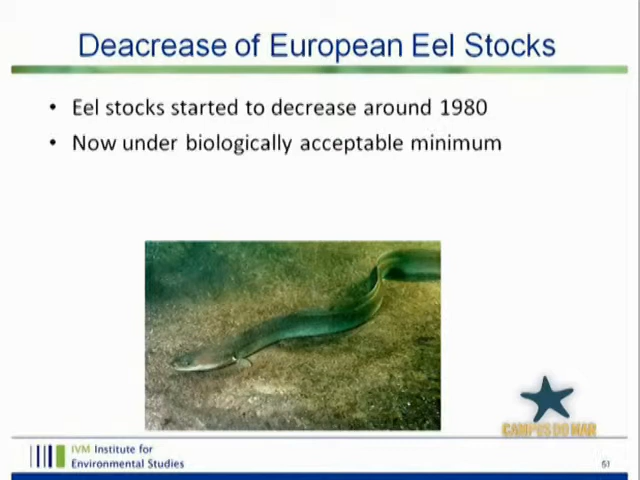 Deacrease of European Eel Stocks
• Eel stocks started to decrease around 1980
• Now under biologically acceptable minimum
CAMPUS DO MAR
IVM Institute for
Environmental Studies
51